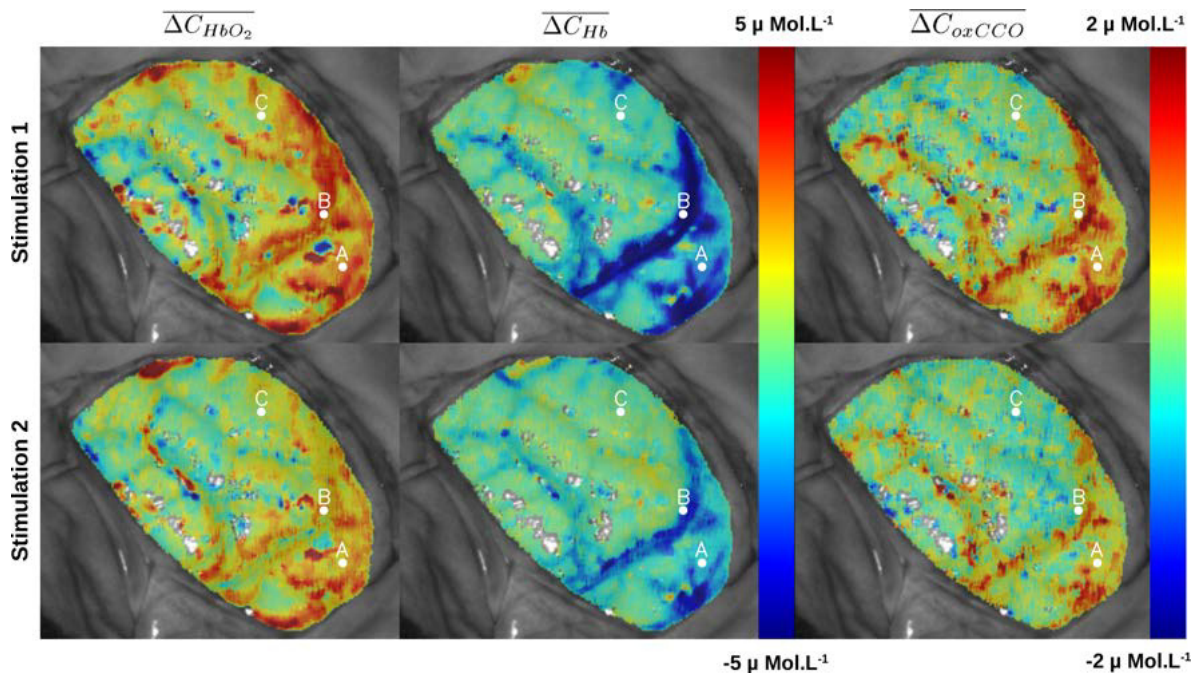 ΔC_HbO₂ ΔC_Hb 5 µ Mol.L⁻¹ ΔC_oxCCO 2 µ Mol.L⁻¹
Stimulation 1
C C C
B B B
A A A
Stimulation 2
C C C
B B B
A A A
-5 µ Mol.L⁻¹ -2 µ Mol.L⁻¹